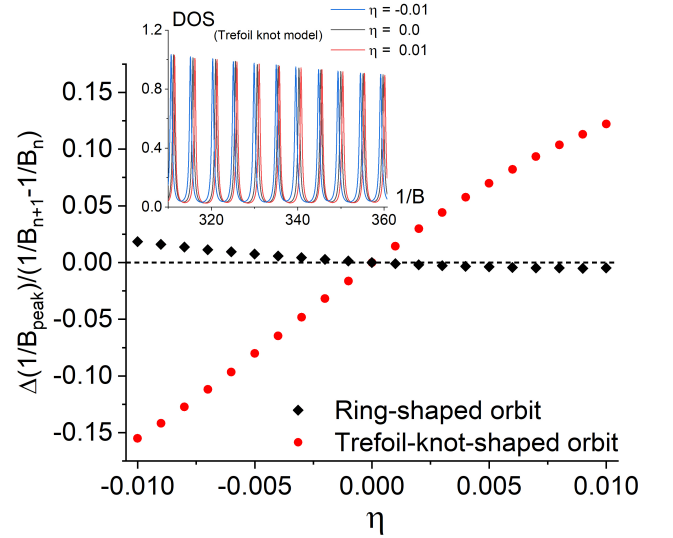 DOS
(Trefoil knot model)
η = -0.01
η = 0.0
η = 0.01
1.2
0.8
0.4
0.0
320
340
360
1/B
0.15
0.10
0.05
0.00
-0.05
-0.10
-0.15
Δ(1/B_peak)/(1/B_n+1-1/B_n)
Ring-shaped orbit
Trefoil-knot-shaped orbit
-0.010
-0.005
0.000
0.005
0.010
η